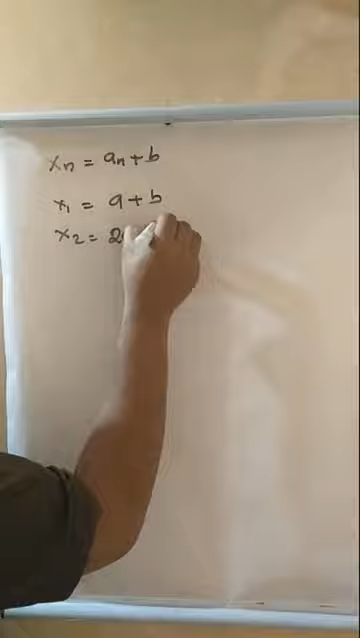 xn = an + b
x1 = a + b
x2 = 2